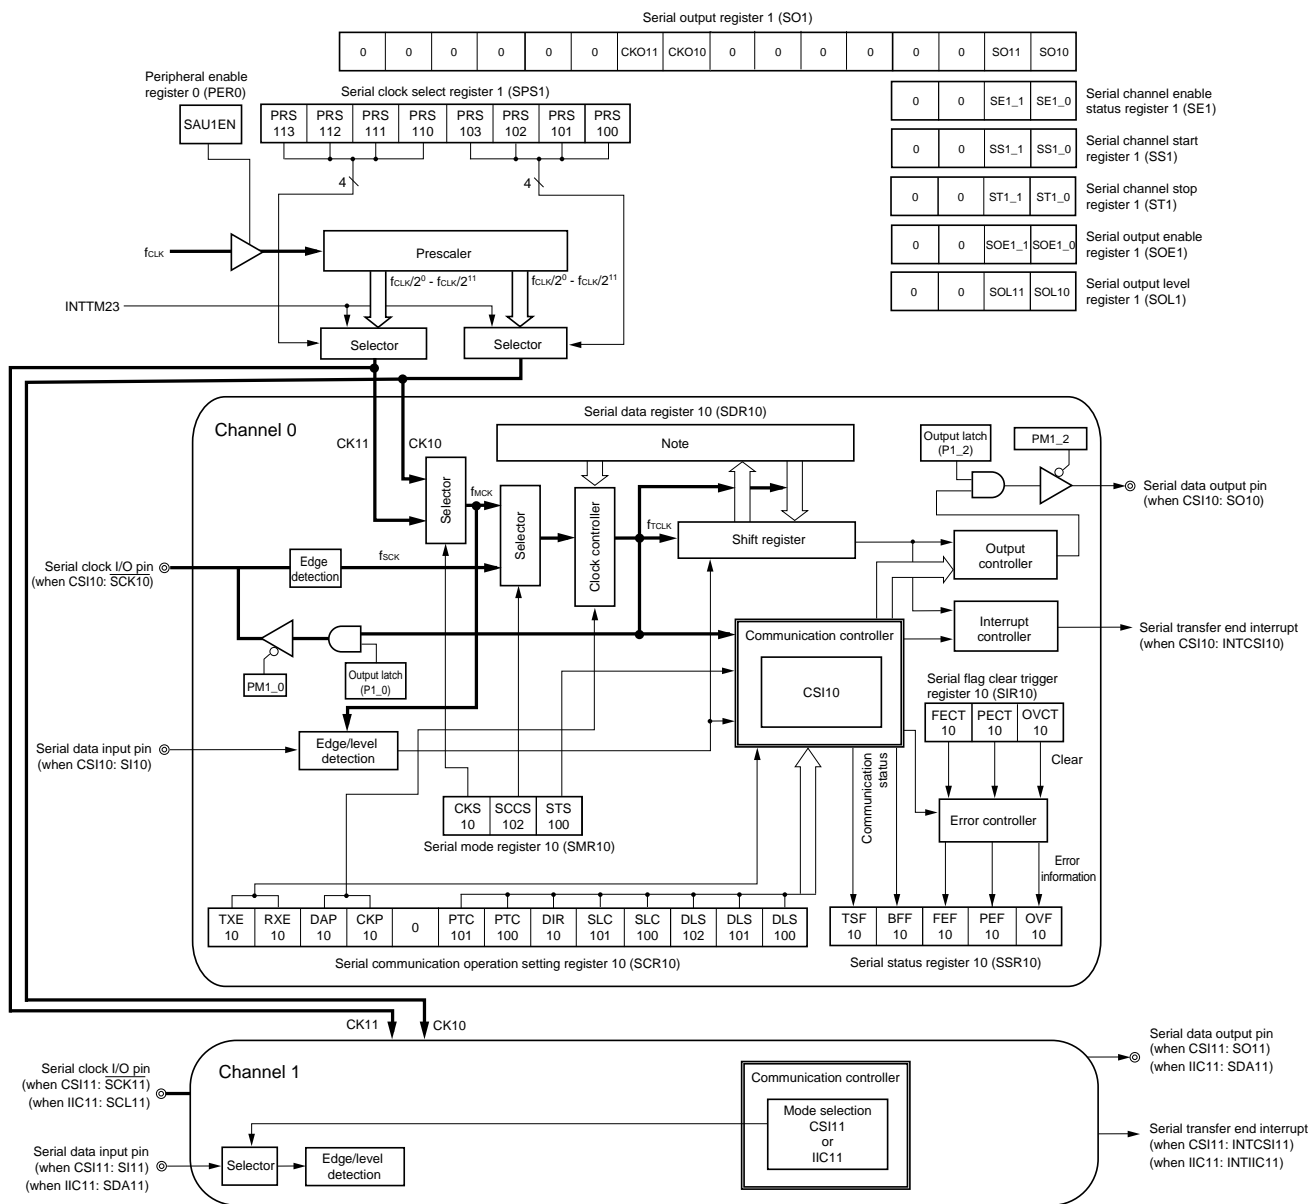 Serial output register 1 (SO1)
0 0 0 0 0 0 CKO11 CKO10 0 0 0 0 0 0 SO11 SO10
Peripheral enable
register 0 (PER0)
SAU1EN
Serial clock select register 1 (SPS1)
PRS 113 PRS 112 PRS 111 PRS 110 PRS 103 PRS 102 PRS 101 PRS 100
0 0 SE1_1 SE1_0
Serial channel enable
status register 1 (SE1)
0 0 SS1_1 SS1_0
Serial channel start
register 1 (SS1)
0 0 ST1_1 ST1_0
Serial channel stop
register 1 (ST1)
0 0 SOE1_1 SOE1_0
Serial output enable
register 1 (SOE1)
0 0 SOL11 SOL10
Serial output level
register 1 (SOL1)
4 4
fCLK
Prescaler
fCLK/2^0 - fCLK/2^11 fCLK/2^0 - fCLK/2^11
INTTM23
Selector Selector
Channel 0
CK11 CK10
Serial data register 10 (SDR10)
Note
Output latch
(P1_2)
PM1_2
Serial data output pin
(when CSI10: SO10)
Selector
fMCK
Selector
Clock controller
fTCLK
Shift register
Output
controller
Serial clock I/O pin
(when CSI10: SCK10)
Edge
detection
fSCK
PM1_0
Output latch
(P1_0)
Communication controller
CSI10
Interrupt
controller
Serial transfer end interrupt
(when CSI10: INTCSI10)
Serial flag clear trigger
register 10 (SIR10)
FECT 10 PECT 10 OVCT 10
Clear
Serial data input pin
(when CSI10: SI10)
Edge/level
detection
Communication
status
Error controller
Error
information
CKS 10 SCCS 102 STS 100
Serial mode register 10 (SMR10)
TXE 10 RXE 10 DAP 10 CKP 10 0 PTC 101 PTC 100 DIR 10 SLC 101 SLC 100 DLS 102 DLS 101 DLS 100
Serial communication operation setting register 10 (SCR10)
TSF 10 BFF 10 FEF 10 PEF 10 OVF 10
Serial status register 10 (SSR10)
CK11 CK10
Channel 1
Serial clock I/O pin
(when CSI11: SCK11)
(when IIC11: SCL11)
Serial data input pin
(when CSI11: SI11)
(when IIC11: SDA11)
Selector
Edge/level
detection
Communication controller
Mode selection
CSI11
or
IIC11
Serial data output pin
(when CSI11: SO11)
(when IIC11: SDA11)
Serial transfer end interrupt
(when CSI11: INTCSI11)
(when IIC11: INTIIC11)